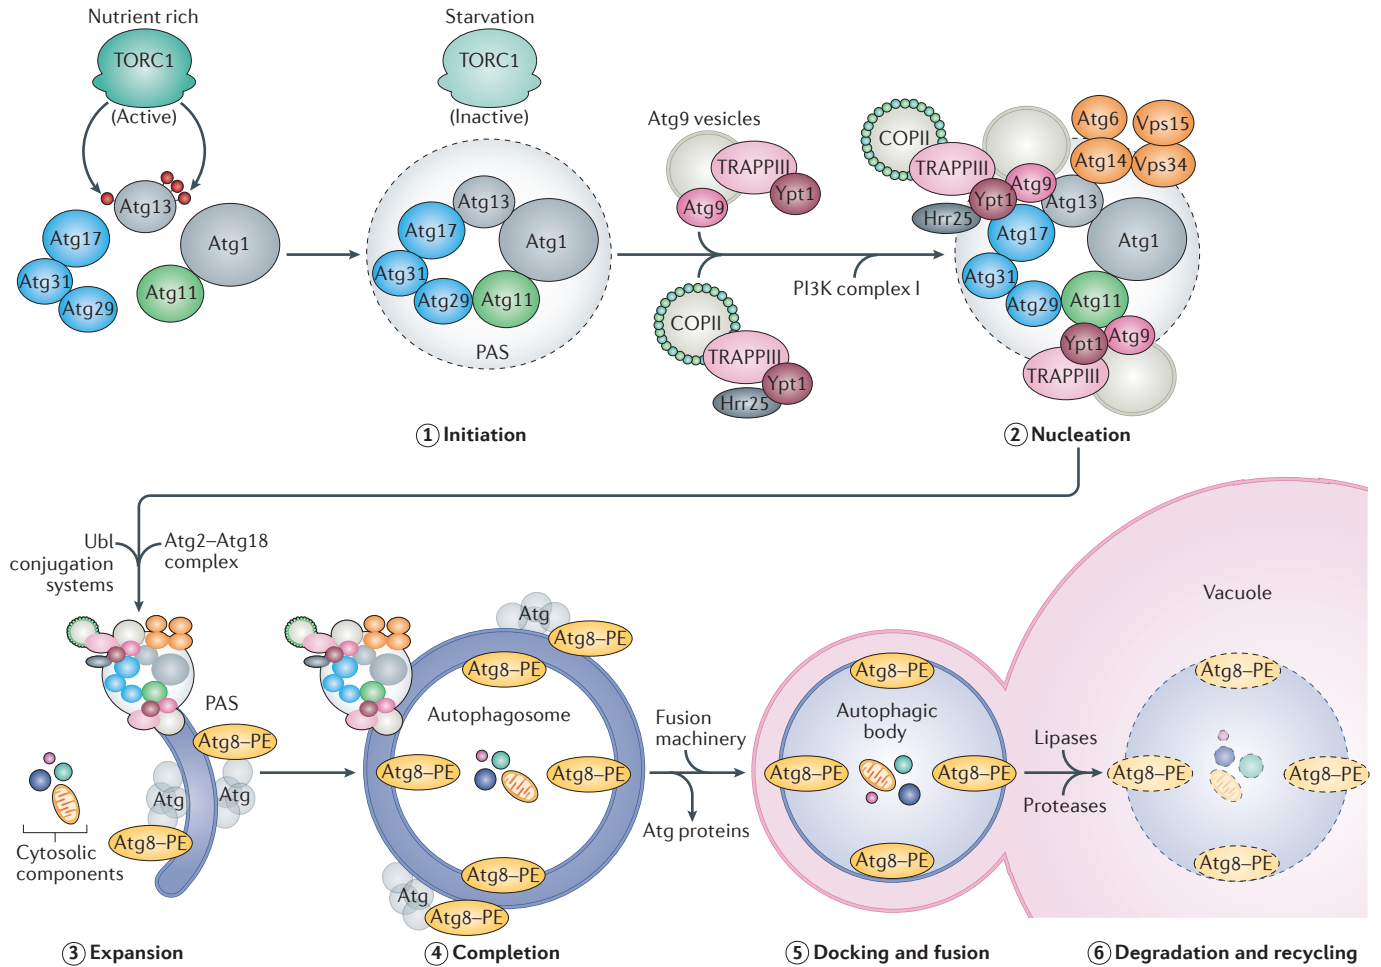 Nutrient rich
TORC1
(Active)
Atg13
Atg17
Atg1
Atg31
Atg11
Atg29
Starvation
TORC1
(Inactive)
Atg13
Atg17
Atg1
Atg31
Atg29
Atg11
PAS
1 Initiation
Atg9 vesicles
TRAPPIII
Ypt1
Atg9
PI3K complex I
COPII
TRAPPIII
Ypt1
Hrr25
COPII
TRAPPIII
Atg6
Vps15
Atg14
Vps34
Atg9
Ypt1
Atg13
Hrr25
Atg17
Atg1
Atg31
Atg29
Atg11
Ypt1
Atg9
TRAPPIII
2 Nucleation
Ubl
conjugation
systems
Atg2–Atg18
complex
PAS
Atg8–PE
Atg
Atg
Atg8–PE
Cytosolic
components
3 Expansion
Atg
Atg8–PE
Atg8–PE
Autophagosome
Atg8–PE
Atg8–PE
Atg8–PE
Atg
Atg8–PE
4 Completion
Fusion
machinery
Atg proteins
Atg8–PE
Autophagic
body
Atg8–PE
Atg8–PE
Atg8–PE
5 Docking and fusion
Lipases
Proteases
Vacuole
Atg8–PE
Atg8–PE
Atg8–PE
Atg8–PE
6 Degradation and recycling